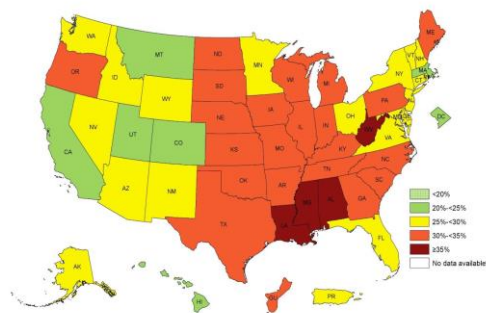 WA
MT
ND
MN
ME
OR
ID
SD
WI
MI
NY
VT
NH
MA
CT
WY
NE
IA
PA
NV
UT
CO
KS
MO
IL
IN
OH
VA
DC
CA
KY
AZ
NM
OK
AR
TN
NC
SC
TX
LA
AL
GA
FL
AK
HI
PR
<20%
20%-<25%
25%-<30%
30%-<35%
≥35%
No data available